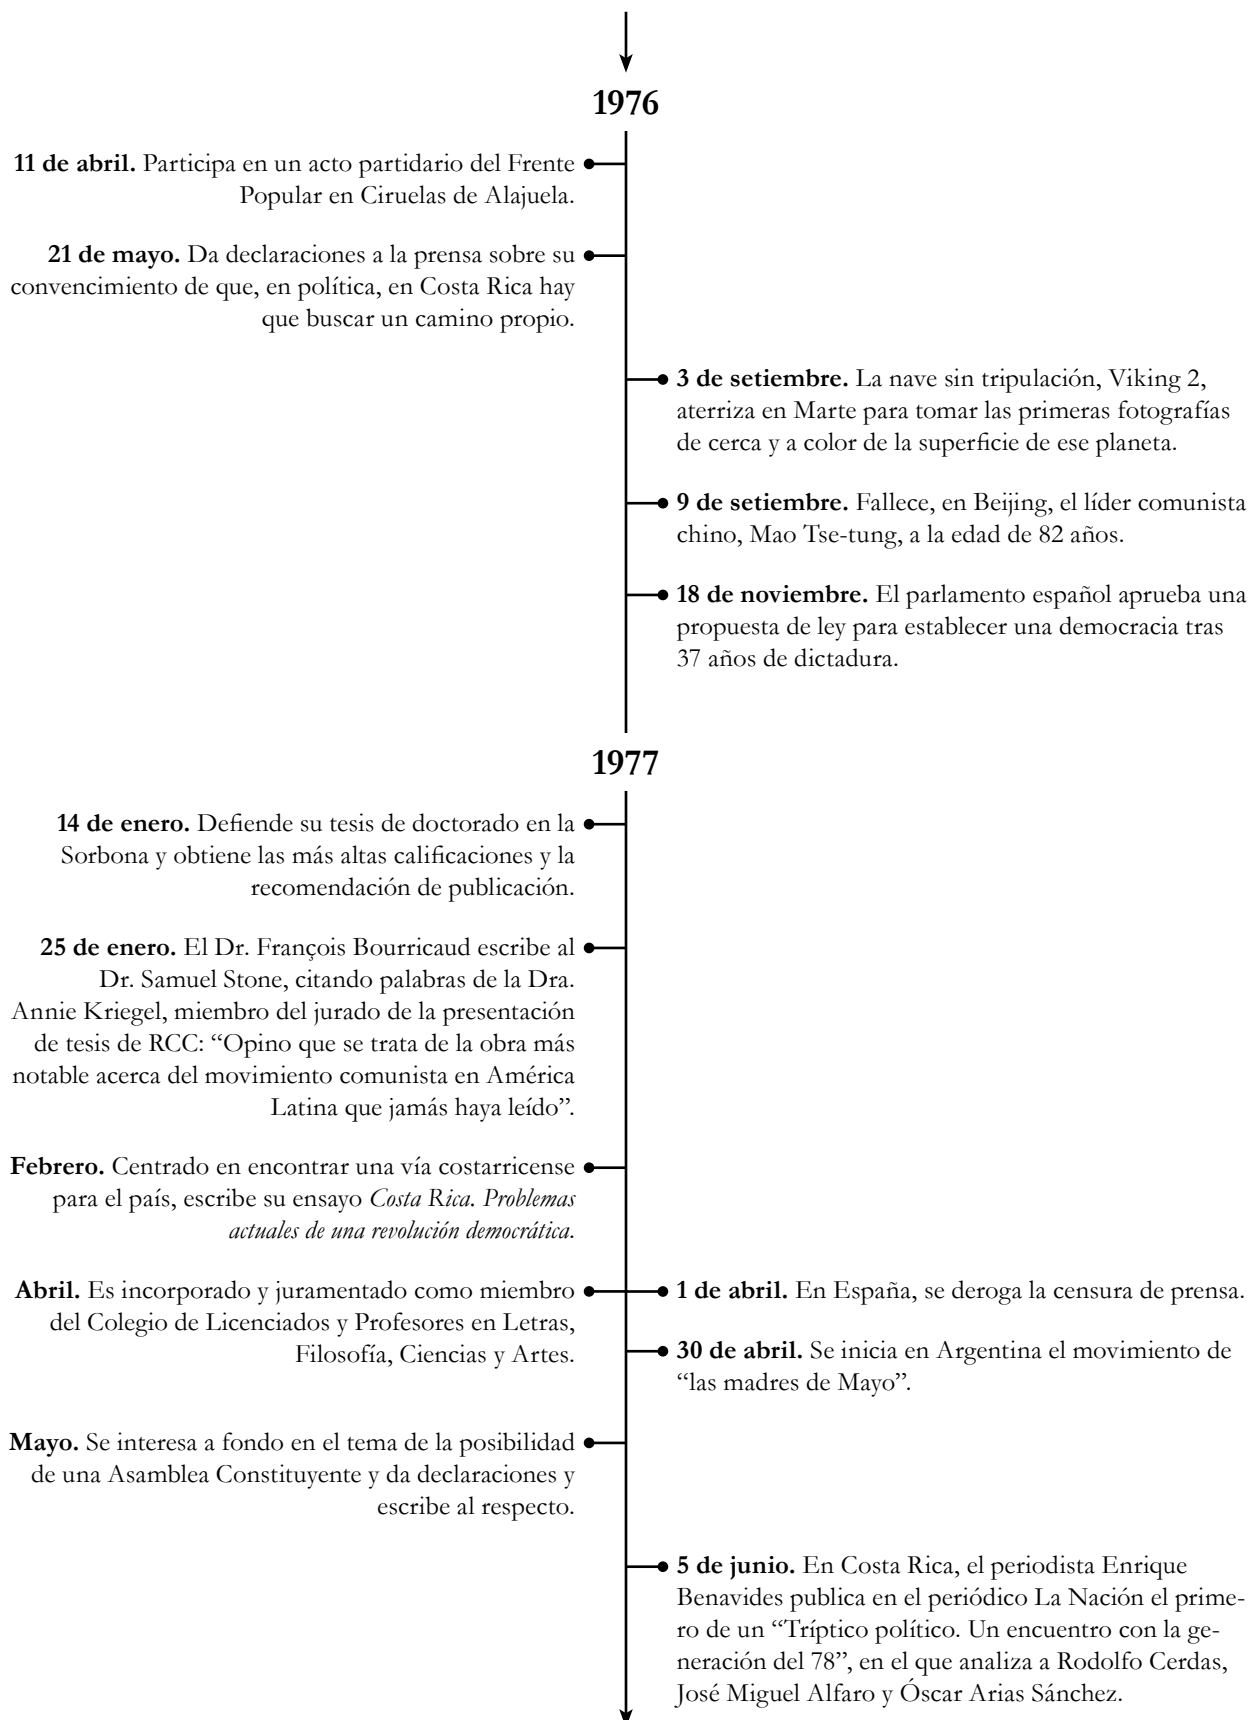 1976
11 de abril. Participa en un acto partidario del Frente
Popular en Ciruelas de Alajuela.
21 de mayo. Da declaraciones a la prensa sobre su
convencimiento de que, en política, en Costa Rica hay
que buscar un camino propio.
3 de setiembre. La nave sin tripulación, Viking 2,
aterriza en Marte para tomar las primeras fotografías
de cerca y a color de la superficie de ese planeta.
9 de setiembre. Fallece, en Beijing, el líder comunista
chino, Mao Tse-tung, a la edad de 82 años.
18 de noviembre. El parlamento español aprueba una
propuesta de ley para establecer una democracia tras
37 años de dictadura.
1977
14 de enero. Defiende su tesis de doctorado en la
Sorbona y obtiene las más altas calificaciones y la
recomendación de publicación.
25 de enero. El Dr. François Bourricaud escribe al
Dr. Samuel Stone, citando palabras de la Dra.
Annie Kriegel, miembro del jurado de la presentación
de tesis de RCC: “Opino que se trata de la obra más
notable acerca del movimiento comunista en América
Latina que jamás haya leído”.
Febrero. Centrado en encontrar una vía costarricense
para el país, escribe su ensayo Costa Rica. Problemas
actuales de una revolución democrática.
Abril. Es incorporado y juramentado como miembro
del Colegio de Licenciados y Profesores en Letras,
Filosofía, Ciencias y Artes.
1 de abril. En España, se deroga la censura de prensa.
30 de abril. Se inicia en Argentina el movimiento de
“las madres de Mayo”.
Mayo. Se interesa a fondo en el tema de la posibilidad
de una Asamblea Constituyente y da declaraciones y
escribe al respecto.
5 de junio. En Costa Rica, el periodista Enrique
Benavides publica en el periódico La Nación el prime-
ro de un “Tríptico político. Un encuentro con la ge-
neración del 78”, en el que analiza a Rodolfo Cerdas,
José Miguel Alfaro y Óscar Arias Sánchez.